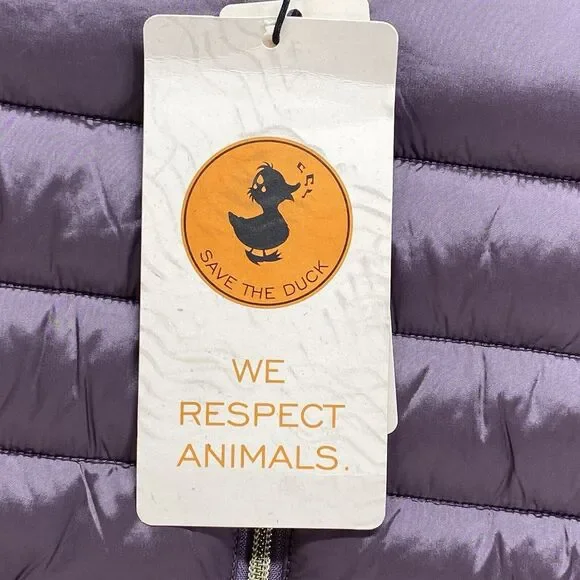 SAVE THE DUCK
WE
RESPECT
ANIMALS.